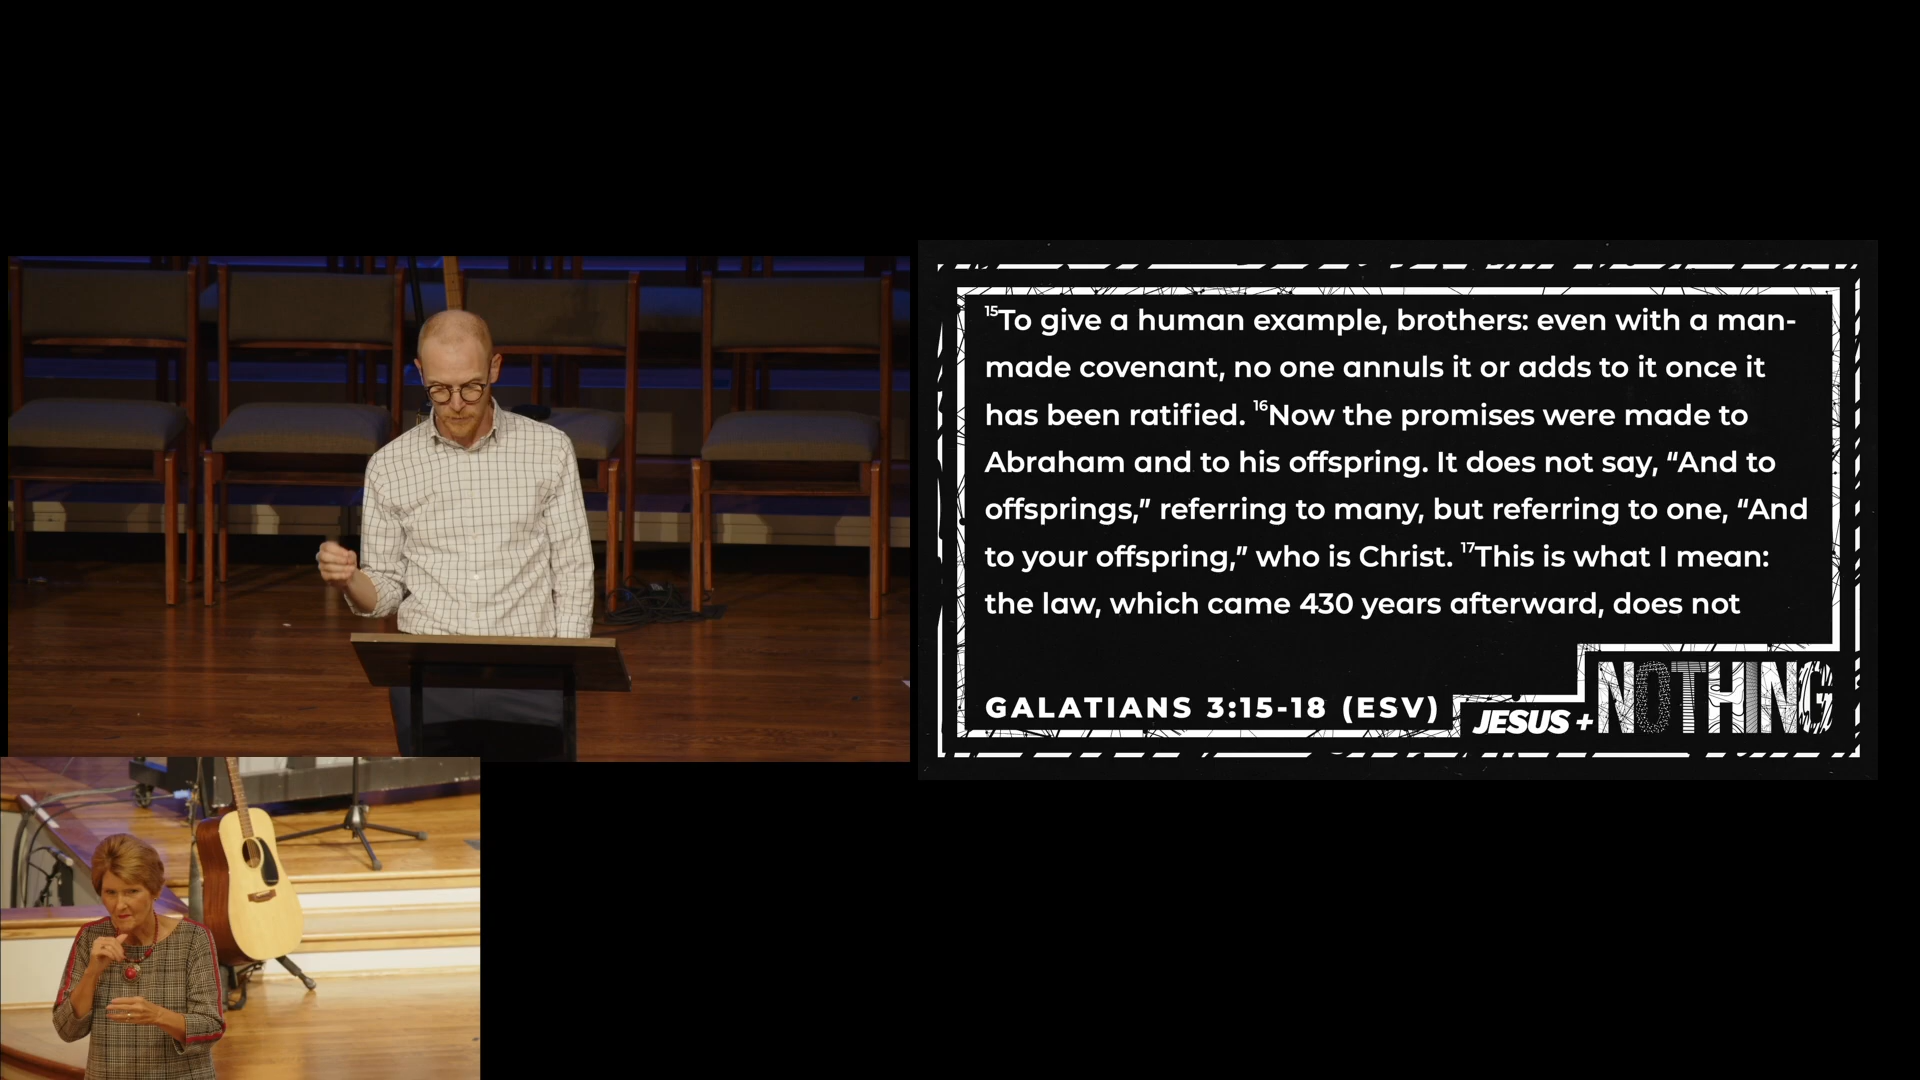 ¹⁵To give a human example, brothers: even with a man-
made covenant, no one annuls it or adds to it once it
has been ratified. ¹⁶Now the promises were made to
Abraham and to his offspring. It does not say, “And to
offsprings,” referring to many, but referring to one, “And
to your offspring,” who is Christ. ¹⁷This is what I mean:
the law, which came 430 years afterward, does not
GALATIANS 3:15-18 (ESV)
JESUS + NOTHING